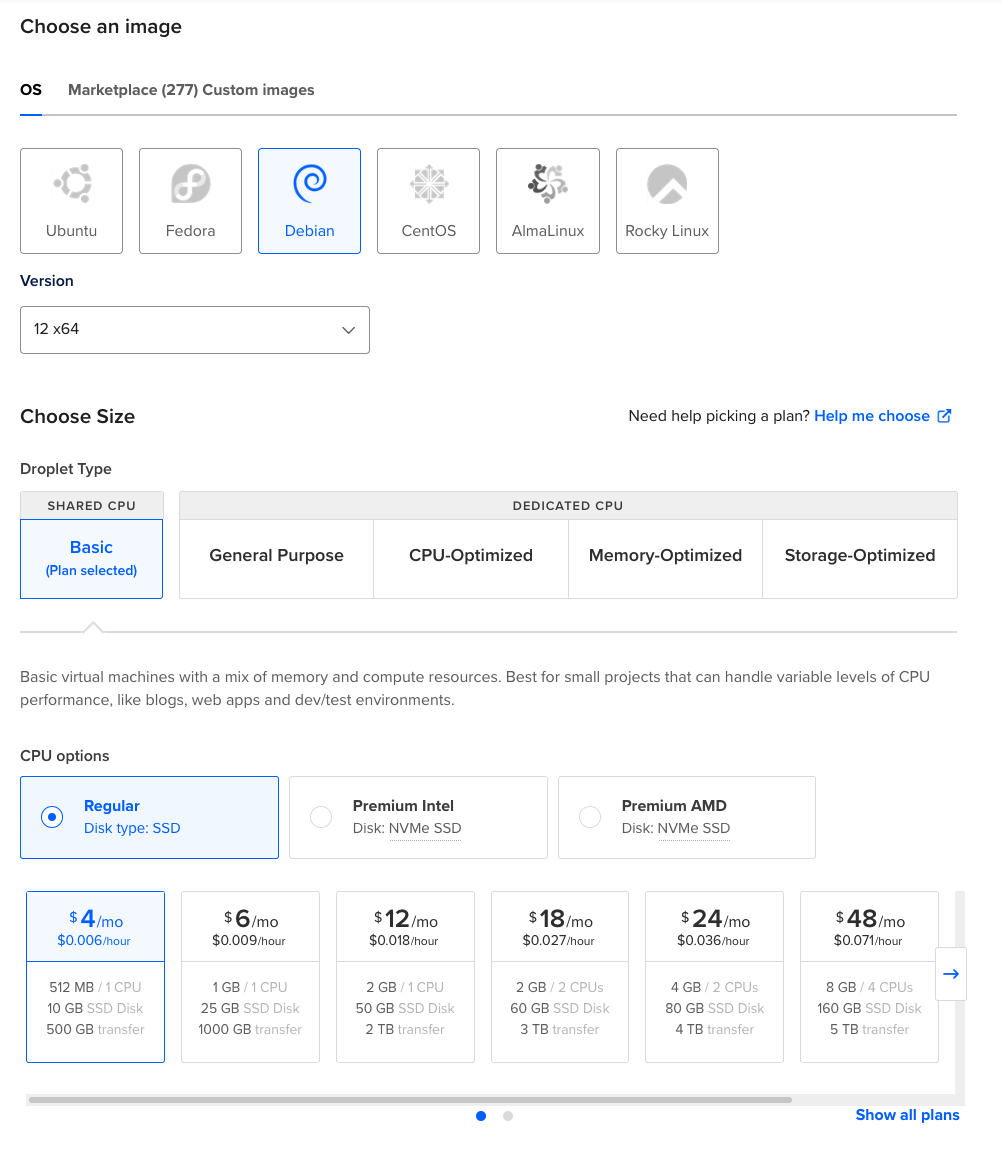 Choose an image
OS Marketplace (277) Custom images
Ubuntu Fedora Debian CentOS AlmaLinux Rocky Linux
Version
12 x64
Choose Size
Need help picking a plan? Help me choose
Droplet Type
SHARED CPU
Basic
(Plan selected)
DEDICATED CPU
General Purpose CPU-Optimized Memory-Optimized Storage-Optimized
Basic virtual machines with a mix of memory and compute resources. Best for small projects that can handle variable levels of CPU
performance, like blogs, web apps and dev/test environments.
CPU options
Regular
Disk type: SSD
Premium Intel
Disk: NVMe SSD
Premium AMD
Disk: NVMe SSD
$4/mo
$0.006/hour
512 MB / 1 CPU
10 GB SSD Disk
500 GB transfer
$6/mo
$0.009/hour
1 GB / 1 CPU
25 GB SSD Disk
1000 GB transfer
$12/mo
$0.018/hour
2 GB / 1 CPU
50 GB SSD Disk
2 TB transfer
$18/mo
$0.027/hour
2 GB / 2 CPUs
60 GB SSD Disk
3 TB transfer
$24/mo
$0.036/hour
4 GB / 2 CPUs
80 GB SSD Disk
4 TB transfer
$48/mo
$0.071/hour
8 GB / 4 CPUs
160 GB SSD Disk
5 TB transfer
Show all plans